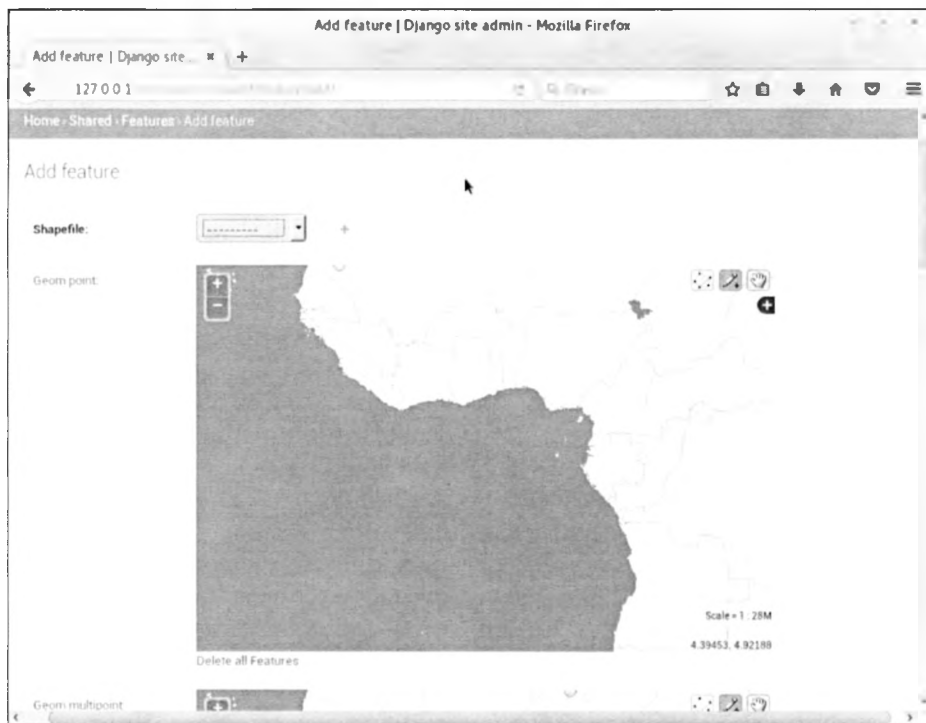 Add feature | Django site admin - Mozilla Firefox
Add feature | Django site...
127 0 0 1
Home › Shared › Features › Add feature
Add feature
Shapefile:
---------
Geom point:
Scale = 1 : 28M
4.39453, 4.92188
Delete all Features
Geom multipoint